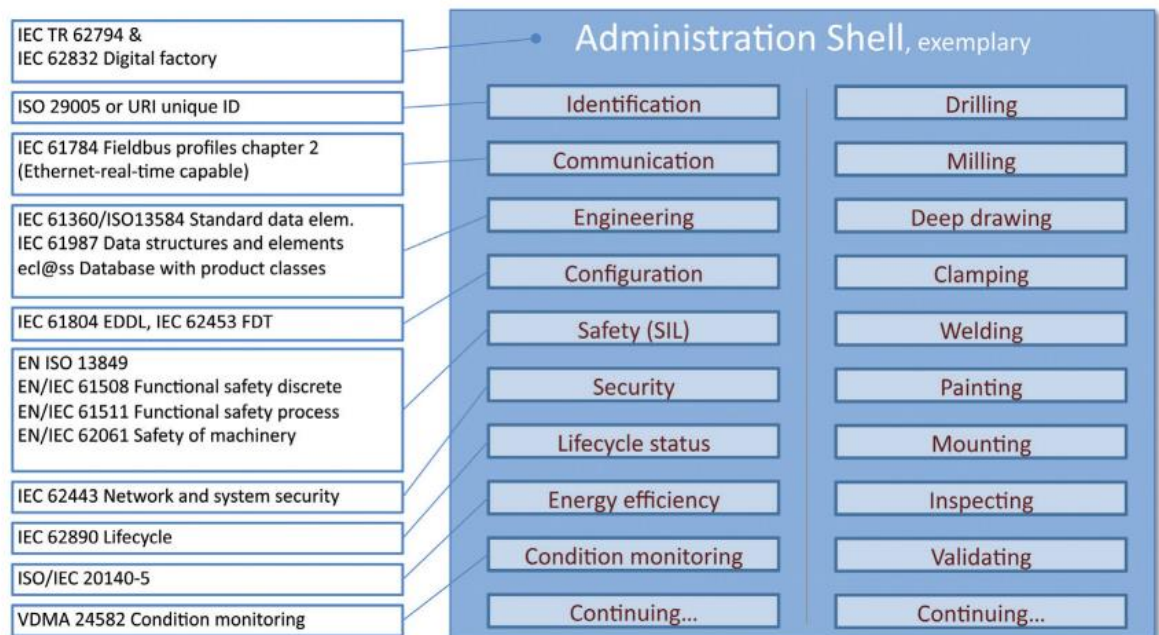 IEC TR 62794 &
IEC 62832 Digital factory
ISO 29005 or URI unique ID
IEC 61784 Fieldbus profiles chapter 2
(Ethernet-real-time capable)
IEC 61360/ISO13584 Standard data elem.
IEC 61987 Data structures and elements
ecl@ss Database with product classes
IEC 61804 EDDL, IEC 62453 FDT
EN ISO 13849
EN/IEC 61508 Functional safety discrete
EN/IEC 61511 Functional safety process
EN/IEC 62061 Safety of machinery
IEC 62443 Network and system security
IEC 62890 Lifecycle
ISO/IEC 20140-5
VDMA 24582 Condition monitoring
Administration Shell, exemplary
Identification
Communication
Engineering
Configuration
Safety (SIL)
Security
Lifecycle status
Energy efficiency
Condition monitoring
Continuing...
Drilling
Milling
Deep drawing
Clamping
Welding
Painting
Mounting
Inspecting
Validating
Continuing...